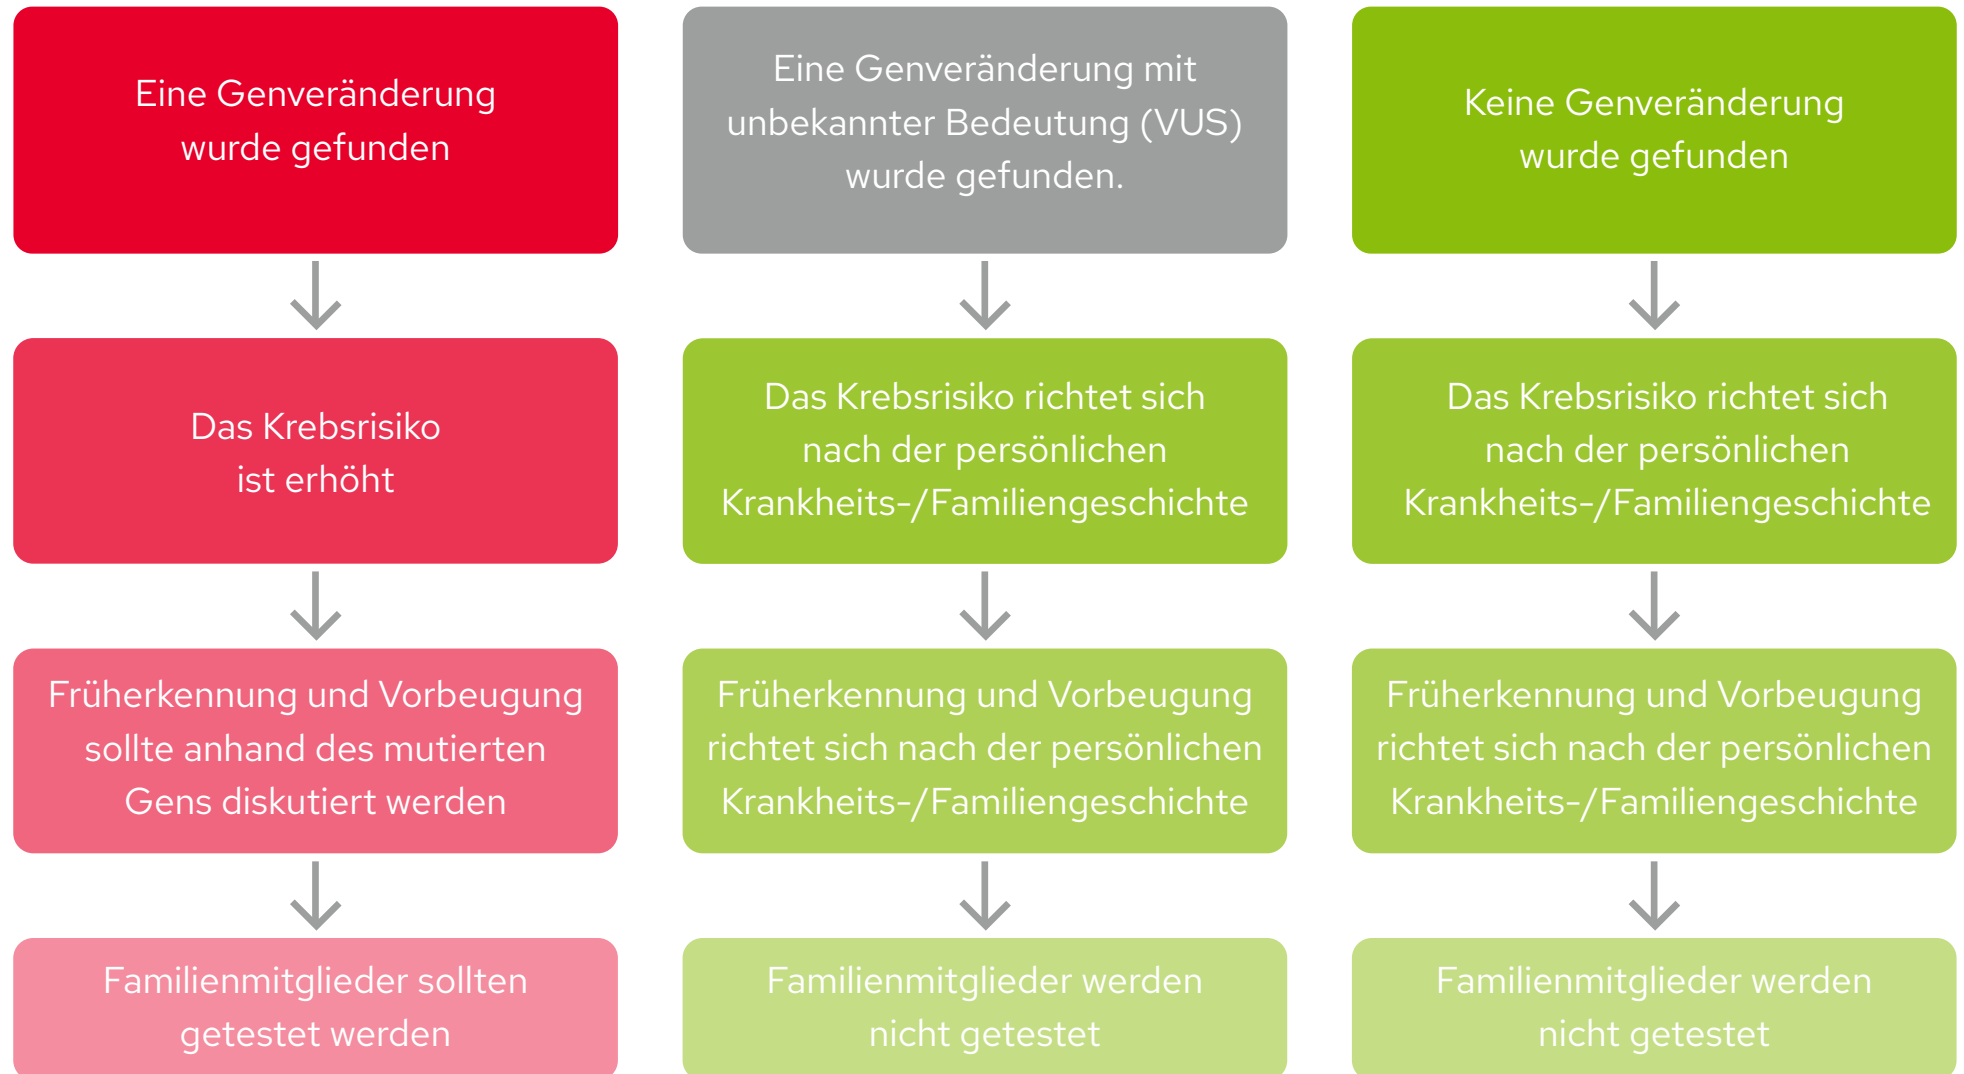 Eine Genveränderung
wurde gefunden
Eine Genveränderung mit
unbekannter Bedeutung (VUS)
wurde gefunden.
Keine Genveränderung
wurde gefunden
Das Krebsrisiko
ist erhöht
Das Krebsrisiko richtet sich
nach der persönlichen
Krankheits-/Familiengeschichte
Das Krebsrisiko richtet sich
nach der persönlichen
Krankheits-/Familiengeschichte
Früherkennung und Vorbeugung
sollte anhand des mutierten
Gens diskutiert werden
Früherkennung und Vorbeugung
richtet sich nach der persönlichen
Krankheits-/Familiengeschichte
Früherkennung und Vorbeugung
richtet sich nach der persönlichen
Krankheits-/Familiengeschichte
Familienmitglieder sollten
getestet werden
Familienmitglieder werden
nicht getestet
Familienmitglieder werden
nicht getestet